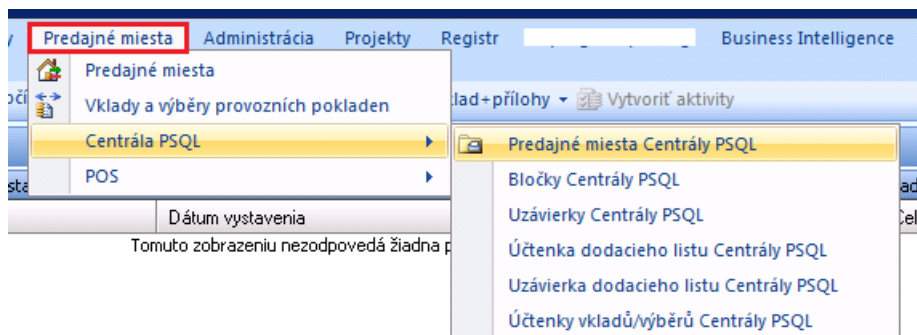 Predajné miesta Administrácia Projekty Registr Business Intelligence
Predajné miesta
Vklady a výběry provozních pokladen
klad+přílohy Vytvoriť aktivity
Centrála PSQL
Predajné miesta Centrály PSQL
POS
Bločky Centrály PSQL
Dátum vystavenia
Uzávierky Centrály PSQL
Tomuto zobrazeniu nezodpovedá žiadna
Účtenka dodacieho listu Centrály PSQL
Uzávierka dodacieho listu Centrály PSQL
Účtenky vkladů/výběrů Centrály PSQL